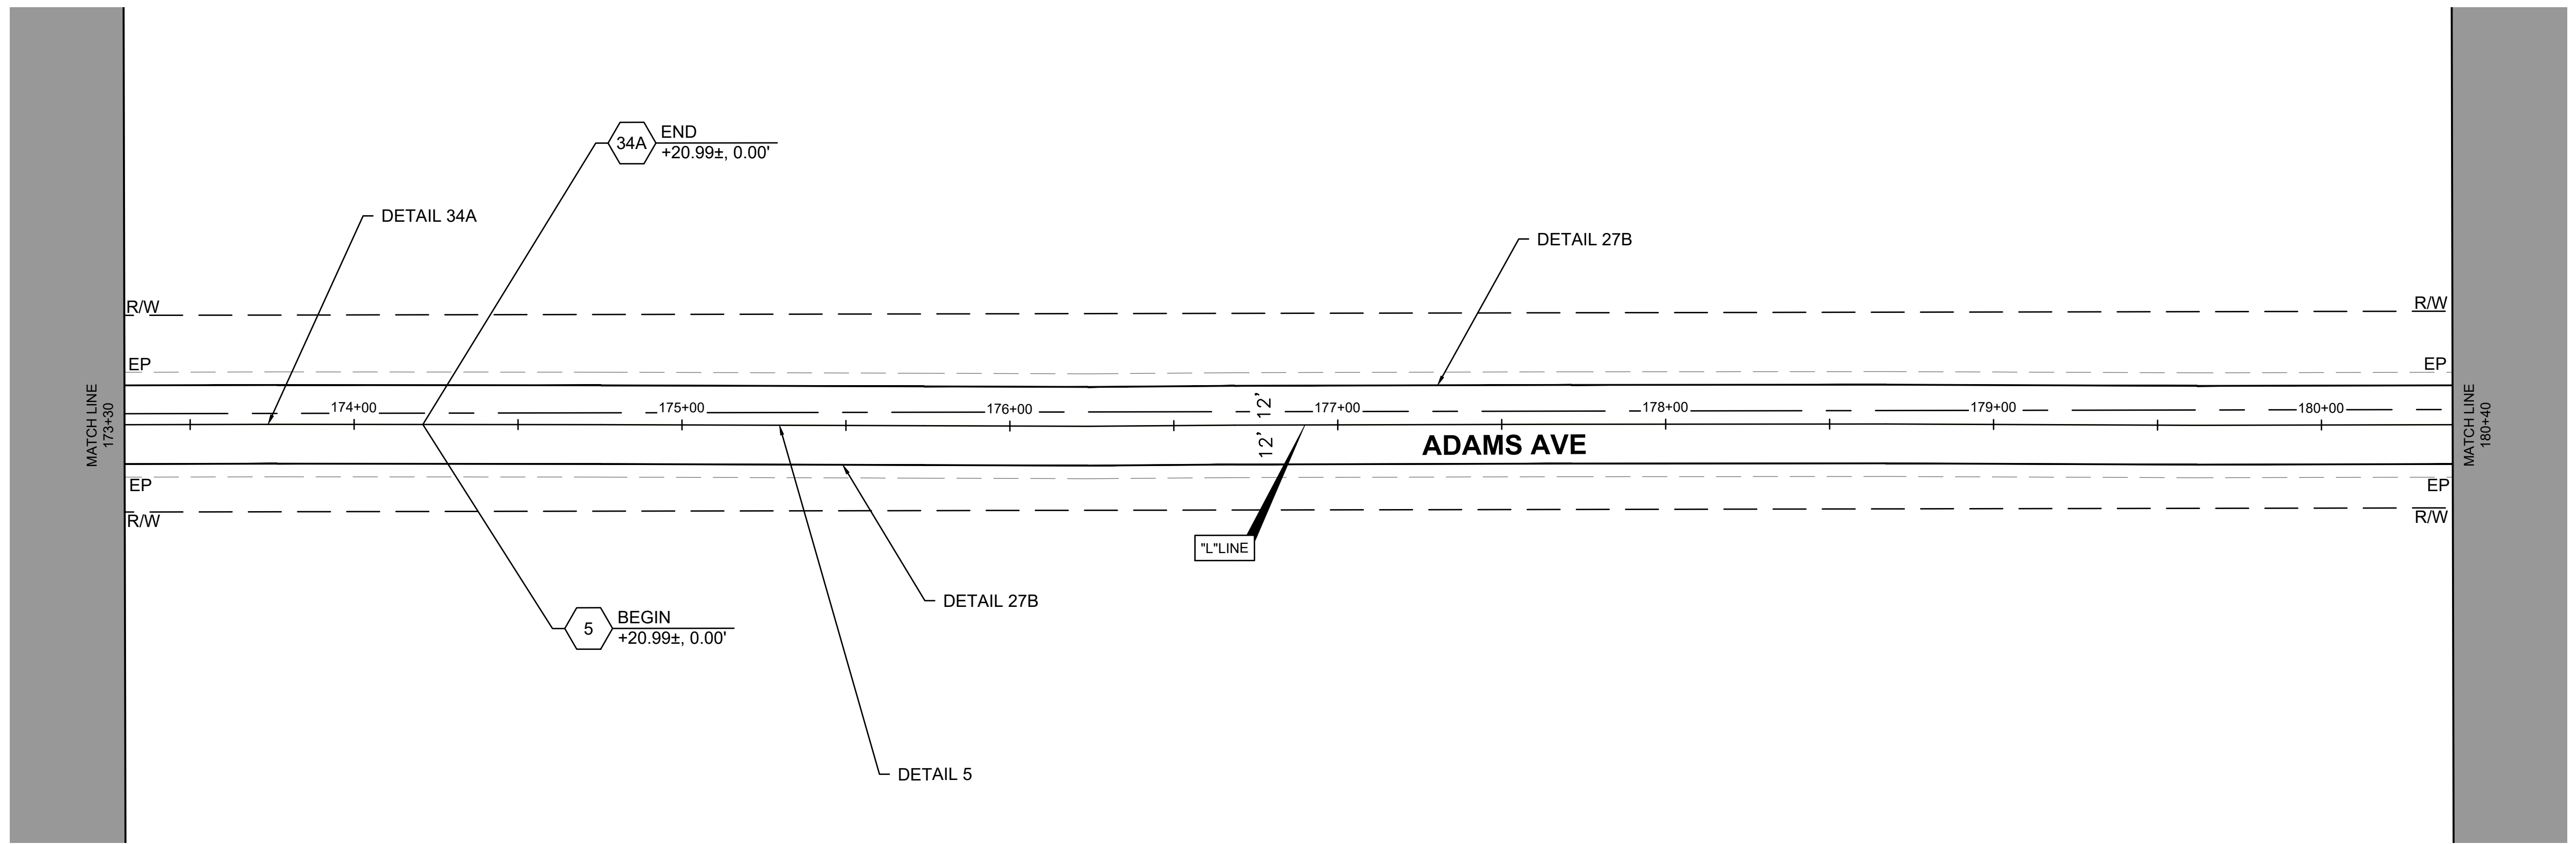 34A
END
+20.99±, 0.00'
DETAIL 34A
DETAIL 27B
R/W
R/W
EP
EP
MATCH LINE
173+30
174+00
175+00
176+00
12'
177+00
178+00
179+00
180+00
MATCH LINE
180+40
12'
ADAMS AVE
EP
EP
R/W
R/W
"L"LINE
DETAIL 27B
5
BEGIN
+20.99±, 0.00'
DETAIL 5